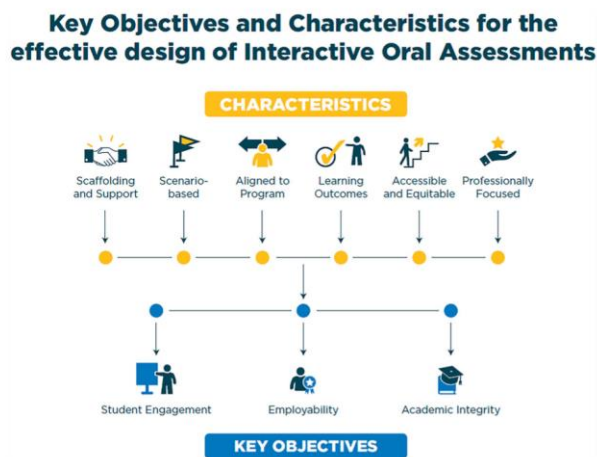 Key Objectives and Characteristics for the
effective design of Interactive Oral Assessments
CHARACTERISTICS
Scaffolding
and Support
Scenario-
based
Aligned to
Program
Learning
Outcomes
Accessible
and Equitable
Professionally
Focused
Student Engagement
Employability
Academic Integrity
KEY OBJECTIVES